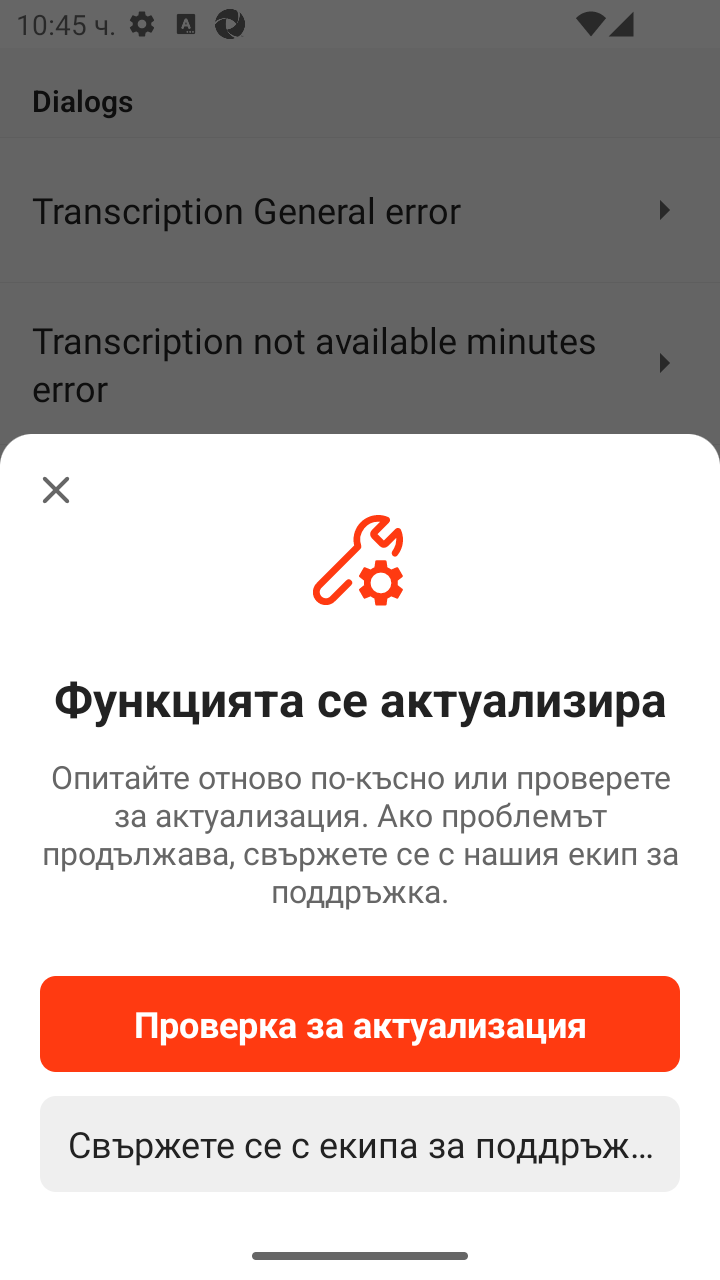 10:45 ч.
Dialogs
Transcription General error
Transcription not available minutes
error
Функцията се актуализира
Опитайте отново по-късно или проверете
за актуализация. Ако проблемът
продължава, свържете се с нашия екип за
поддръжка.
Проверка за актуализация
Свържете се с екипа за поддръж...